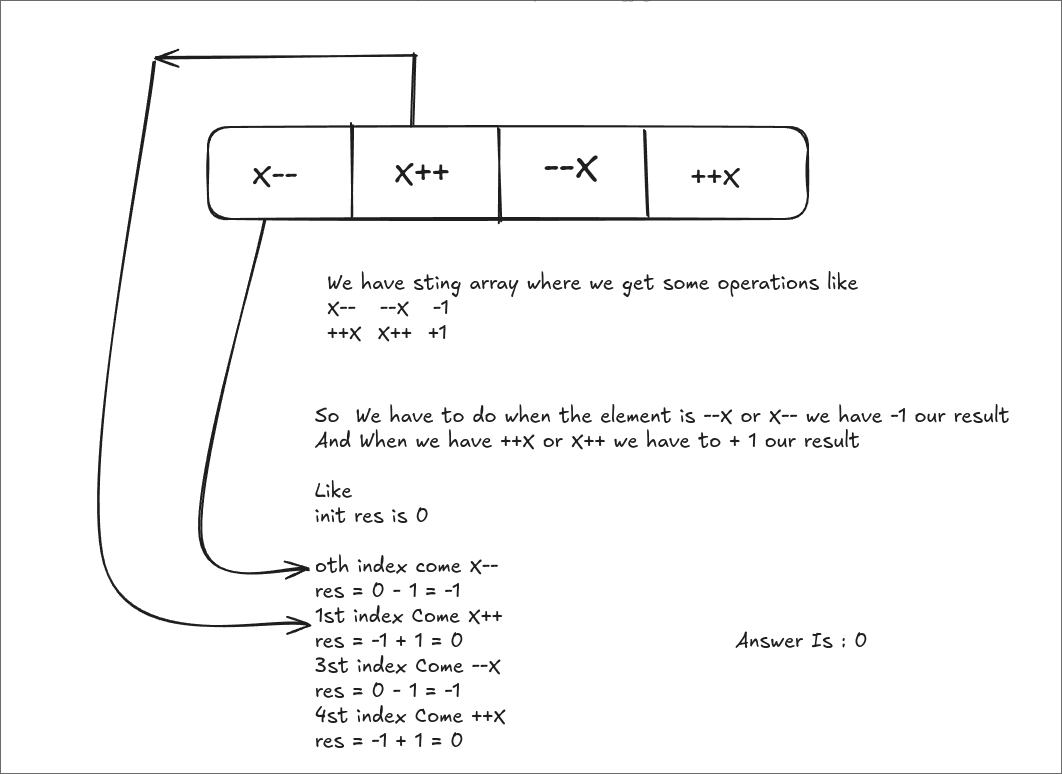 X-- X++ --X ++X
We have sting array where we get some operations like
X-- --X -1
++X X++ +1
So We have to do when the element is --X or X-- we have -1 our result
And When we have ++X or X++ we have to + 1 our result
Like
init res is 0
oth index come X--
res = 0 - 1 = -1
1st index Come X++
res = -1 + 1 = 0
Answer Is : 0
3st index Come --X
res = 0 - 1 = -1
4st index Come ++X
res = -1 + 1 = 0